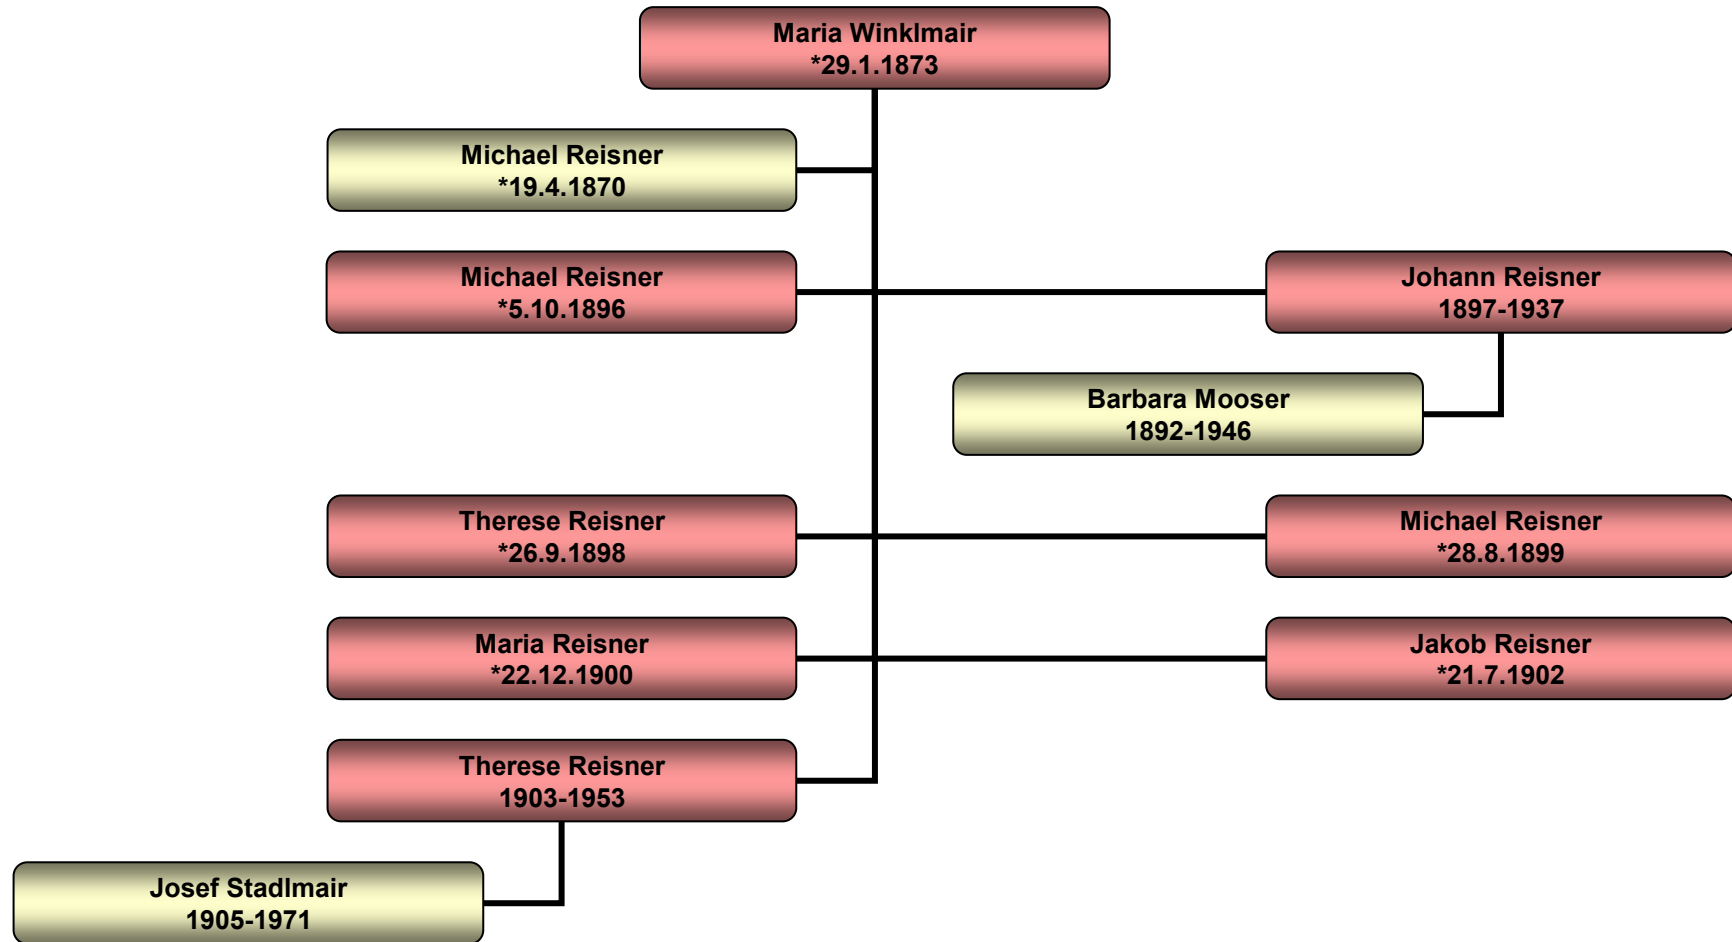 Maria Winklmair
*29.1.1873
Michael Reisner
*19.4.1870
Michael Reisner
*5.10.1896
Johann Reisner
1897-1937
Barbara Mooser
1892-1946
Therese Reisner
*26.9.1898
Michael Reisner
*28.8.1899
Maria Reisner
*22.12.1900
Jakob Reisner
*21.7.1902
Therese Reisner
1903-1953
Josef Stadlmair
1905-1971